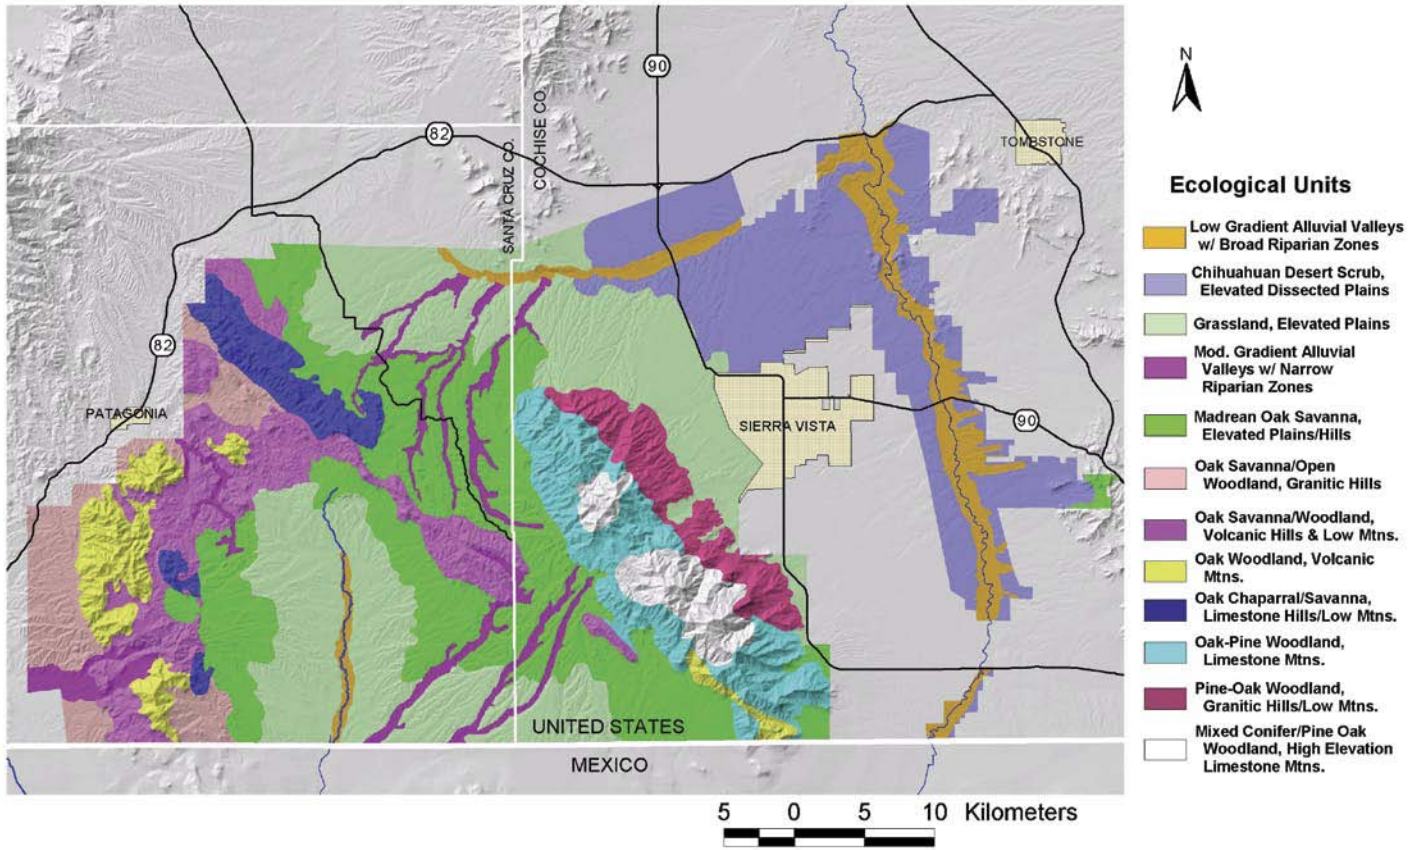 90
82
SANTA CRUZ CO.
COCHISE CO.
TOMBSTONE
82
PATAGONIA
SIERRA VISTA
90
UNITED STATES
MEXICO
N
Ecological Units
Low Gradient Alluvial Valleys
w/ Broad Riparian Zones
Chihuahuan Desert Scrub,
Elevated Dissected Plains
Grassland, Elevated Plains
Mod. Gradient Alluvial
Valleys w/ Narrow
Riparian Zones
Madrean Oak Savanna,
Elevated Plains/Hills
Oak Savanna/Open
Woodland, Granitic Hills
Oak Savanna/Woodland,
Volcanic Hills & Low Mtns.
Oak Woodland, Volcanic
Mtns.
Oak Chaparral/Savanna,
Limestone Hills/Low Mtns.
Oak-Pine Woodland,
Limestone Mtns.
Pine-Oak Woodland,
Granitic Hills/Low Mtns.
Mixed Conifer/Pine Oak
Woodland, High Elevation
Limestone Mtns.
5 0 5 10 Kilometers